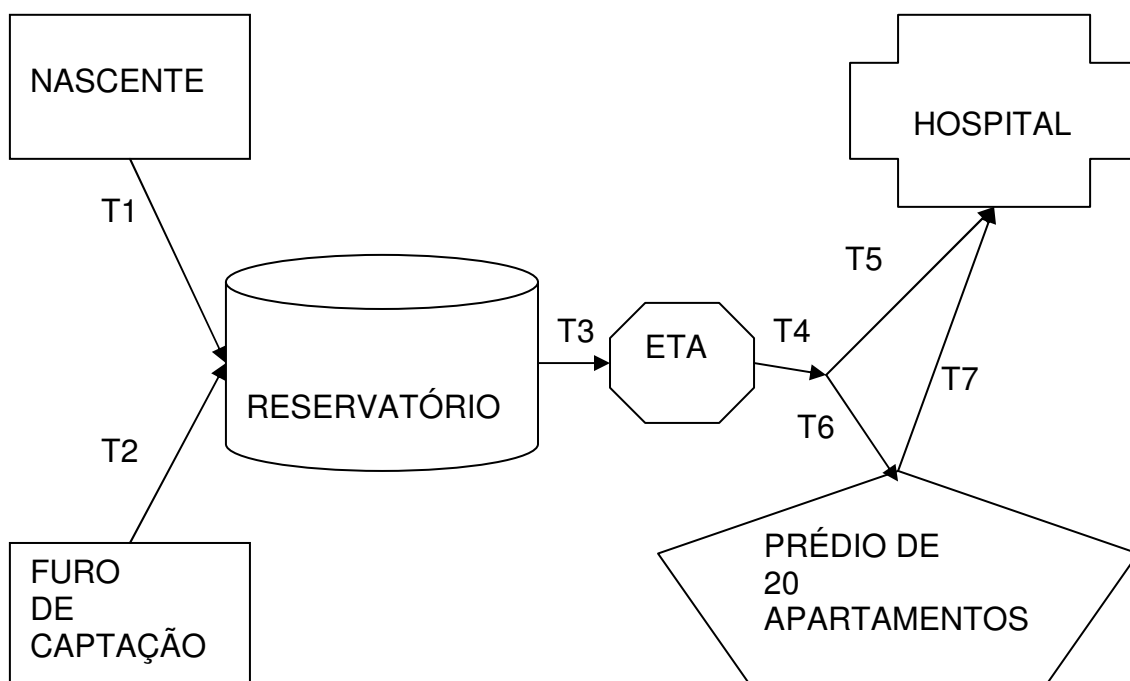 NASCENTE
HOSPITAL
T1
T5
T3
ETA
T4
T7
RESERVATÓRIO
T6
T2
FURO
DE
CAPTAÇÃO
PRÉDIO DE
20
APARTAMENTOS